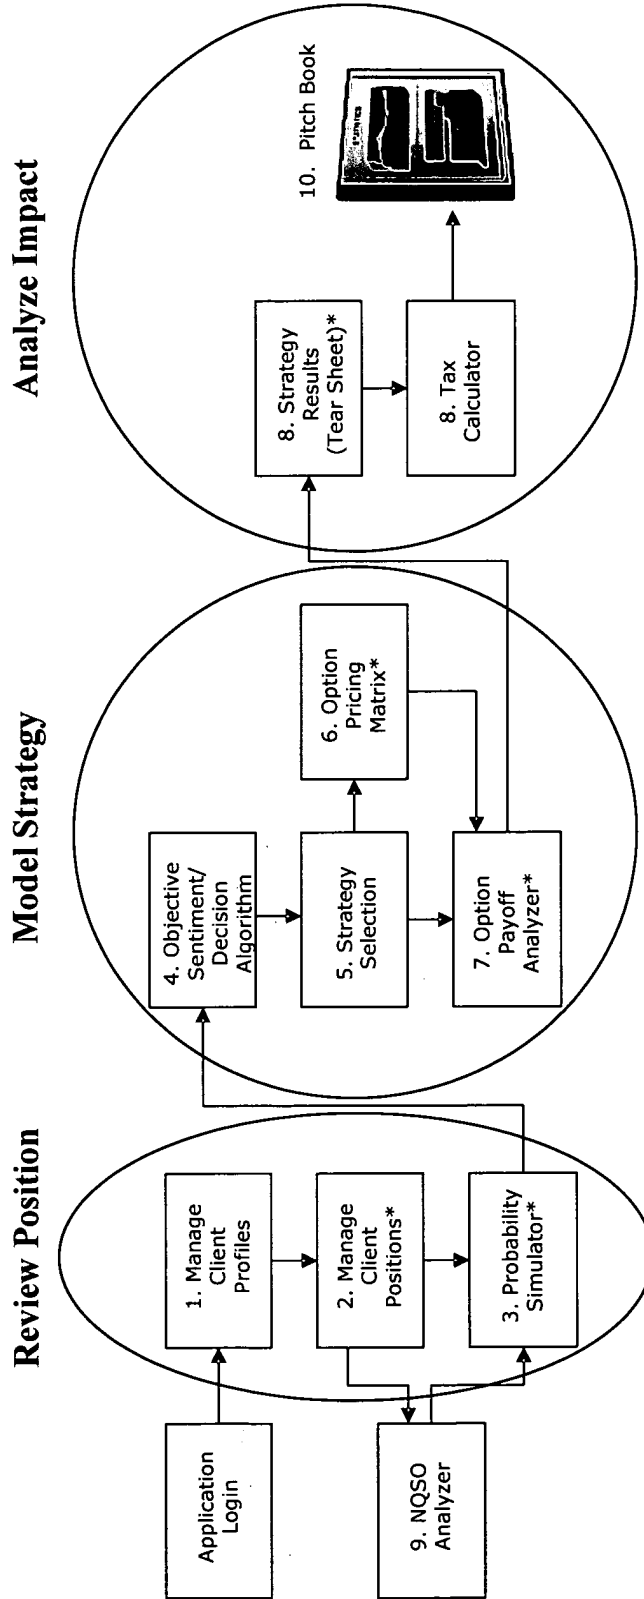 Review Position
Model Strategy
Analyze Impact
Application
Login
1. Manage
Client
Profiles
2. Manage
Client
Positions*
9. NQSO
Analyzer
3. Probability
Simulator*
4. Objective
Sentiment/
Decision
Algorithm
5. Strategy
Selection
6. Option
Pricing
Matrix*
7. Option
Payoff
Analyzer*
8. Strategy
Results
(Tear Sheet)*
8. Tax
Calculator
10. Pitch Book